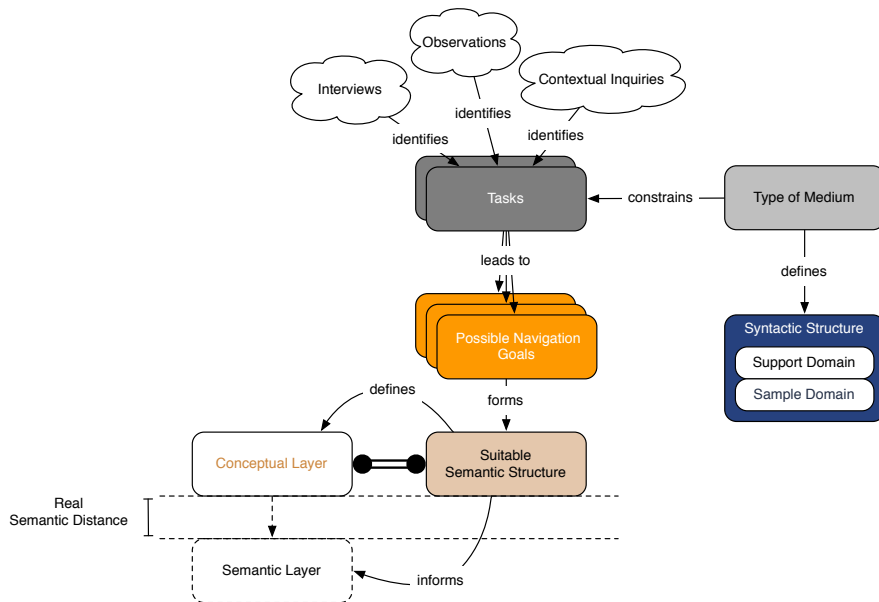 Observations
Interviews
Contextual Inquiries
identifies
identifies
identifies
Tasks
constrains
Type of Medium
leads to
defines
Possible Navigation
Goals
Syntactic Structure
Support Domain
Sample Domain
defines
forms
Conceptual Layer
Suitable
Semantic Structure
Real
Semantic Distance
Semantic Layer
informs